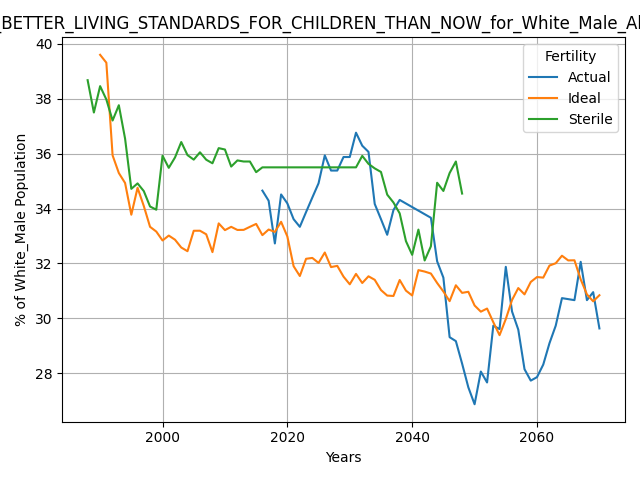 BETTER_LIVING_STANDARDS_FOR_CHILDREN_THAN_NOW_for_White_Male_Al
Fertility
Actual
Ideal
Sterile
40
38
36
34
32
30
28
% of White_Male Population
2000
2020
2040
2060
Years